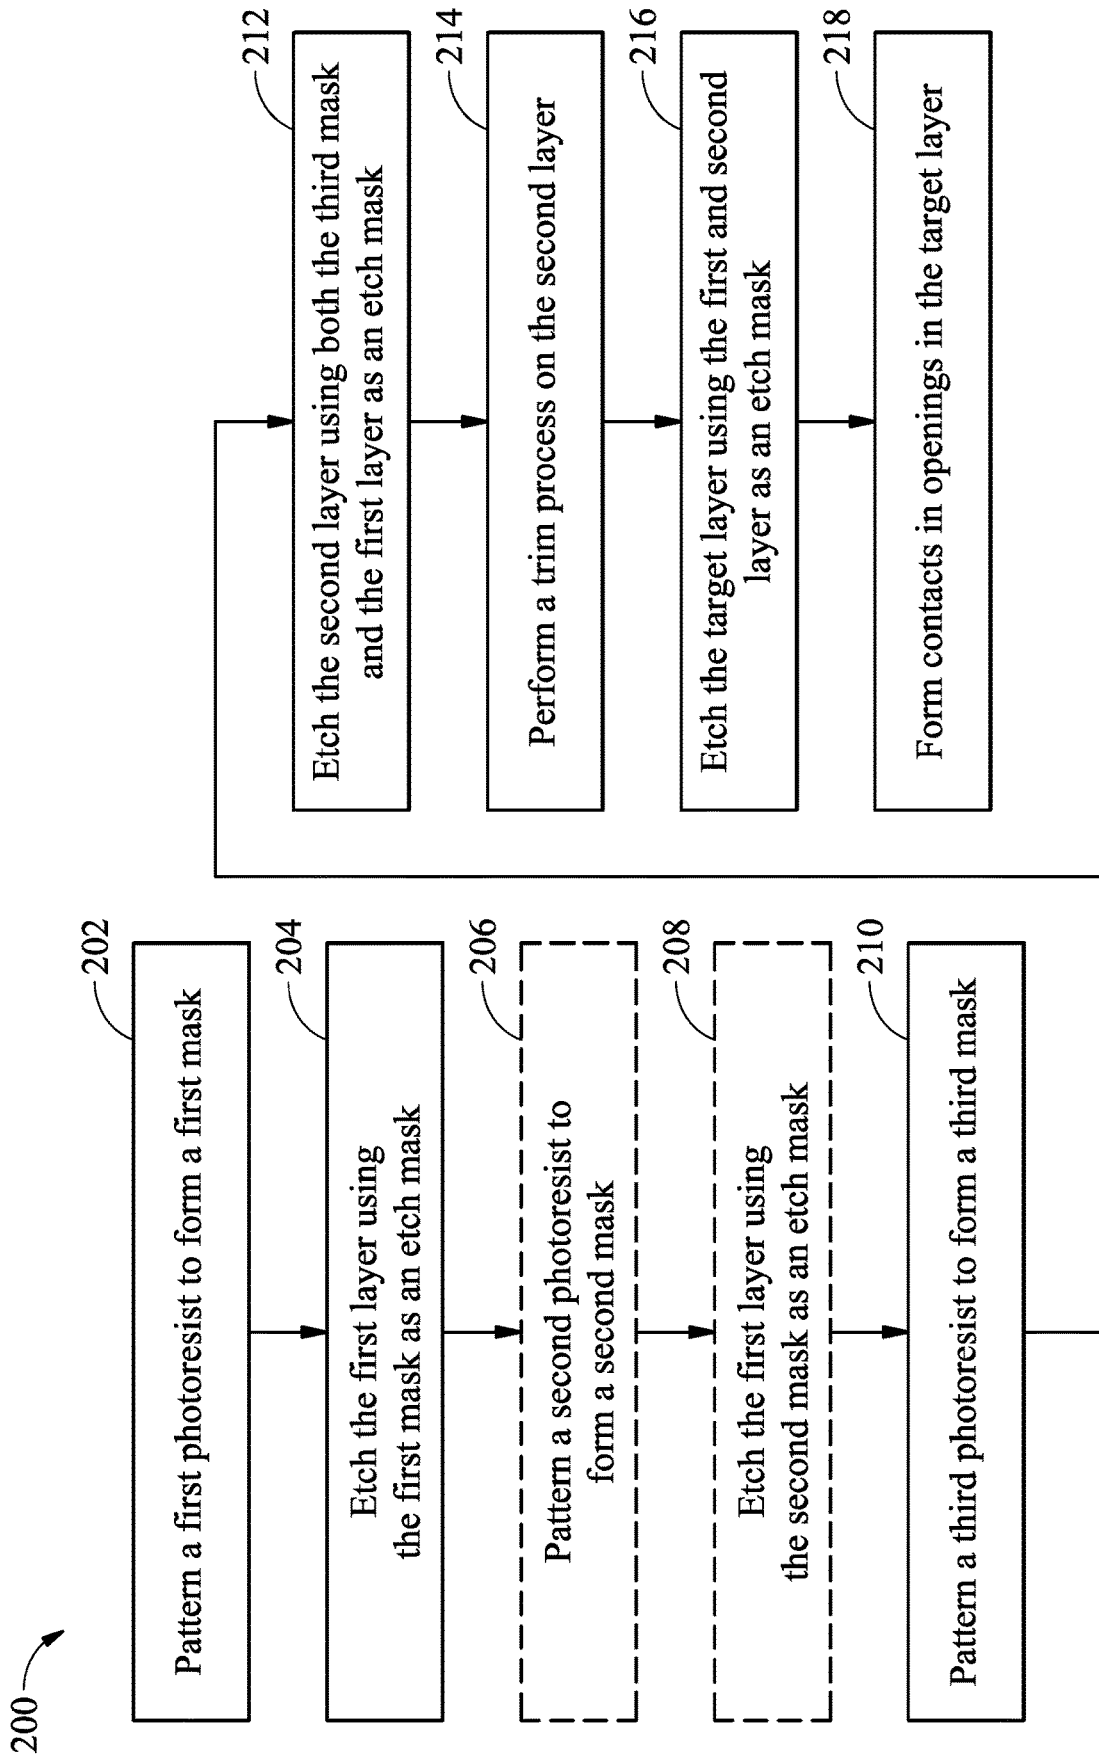 200
202
Pattern a first photoresist to form a first mask
204
Etch the first layer using
the first mask as an etch mask
206
Pattern a second photoresist to
form a second mask
208
Etch the first layer using
the second mask as an etch mask
210
Pattern a third photoresist to form a third mask
212
Etch the second layer using both the third mask
and the first layer as an etch mask
214
Perform a trim process on the second layer
216
Etch the target layer using the first and second
layer as an etch mask
218
Form contacts in openings in the target layer